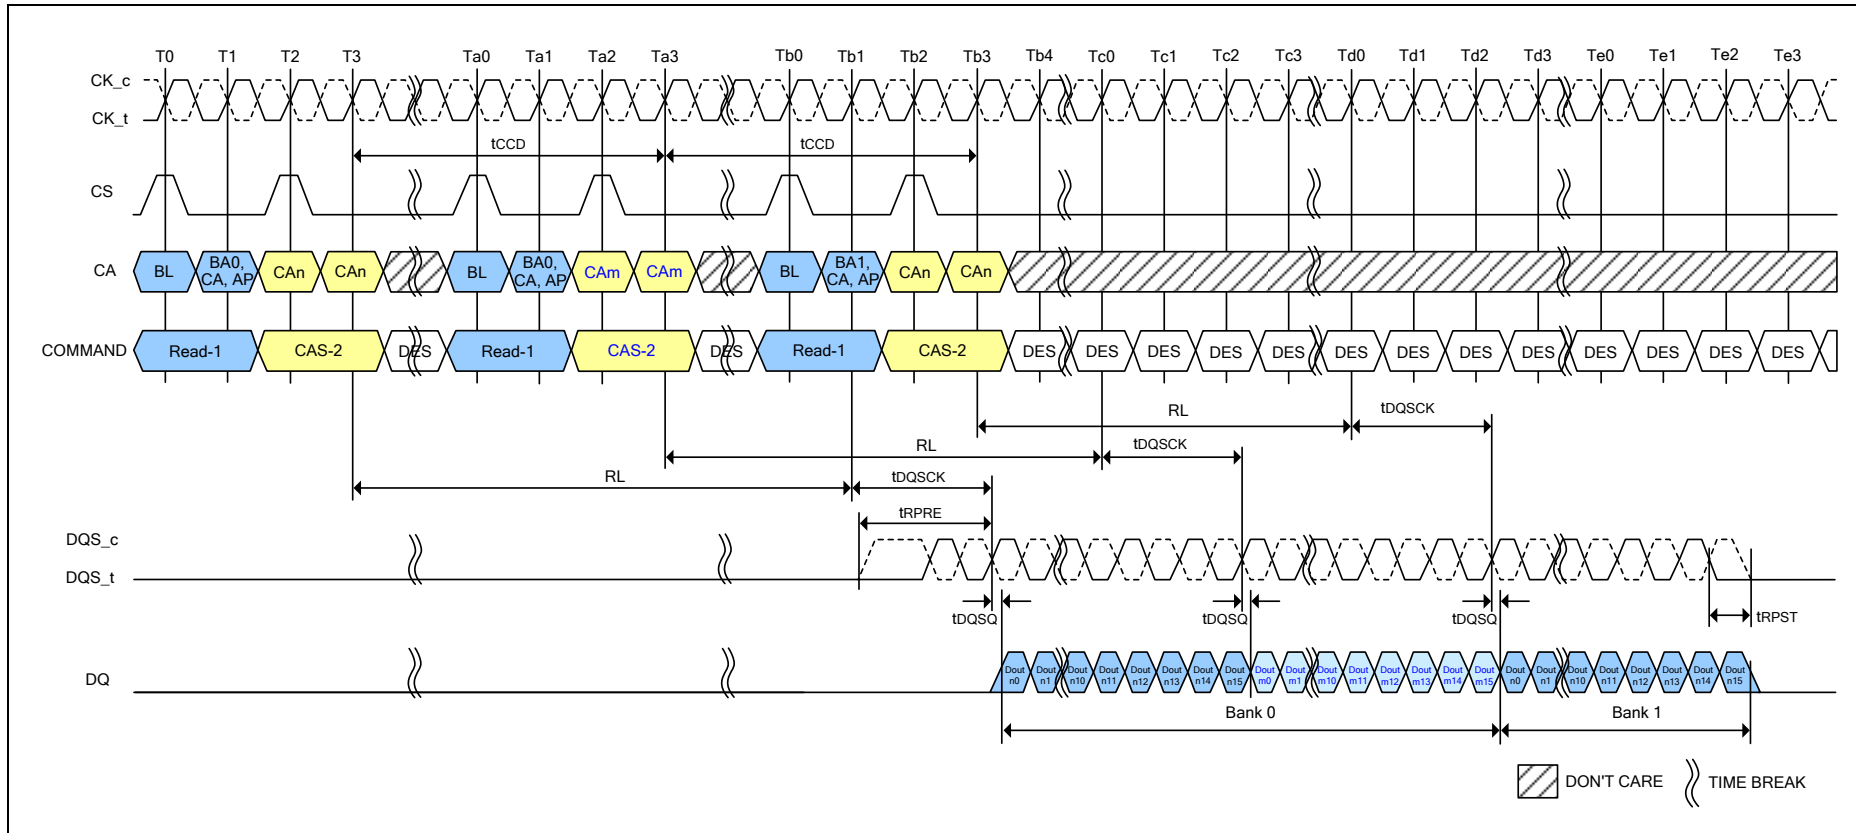 T0 T1 T2 T3 Ta0 Ta1 Ta2 Ta3 Tb0 Tb1 Tb2 Tb3 Tb4 Tc0 Tc1 Tc2 Tc3 Td0 Td1 Td2 Td3 Te0 Te1 Te2 Te3
CK_c
CK_t
tCCD tCCD
CS
CA BL BA0, CA, AP CAn CAn BL BA0, CA, AP CAm CAm BL BA1, CA, AP CAn CAn
COMMAND Read-1 CAS-2 DES Read-1 CAS-2 DES Read-1 CAS-2 DES DES DES DES DES DES DES DES DES DES DES DES DES
RL tDQSCK
RL tDQSCK
RL tDQSCK
tRPRE
DQS_c
DQS_t
tDQSQ tDQSQ tDQSQ tRPST
DQ Dout n0 Dout n1 Dout n10 Dout n11 Dout n12 Dout n13 Dout n14 Dout n15 Dout m0 Dout m1 Dout m10 Dout m11 Dout m12 Dout m13 Dout m14 Dout m15 Dout n0 Dout n1 Dout n10 Dout n11 Dout n12 Dout n13 Dout n14 Dout n15
Bank 0 Bank 1
DON'T CARE TIME BREAK